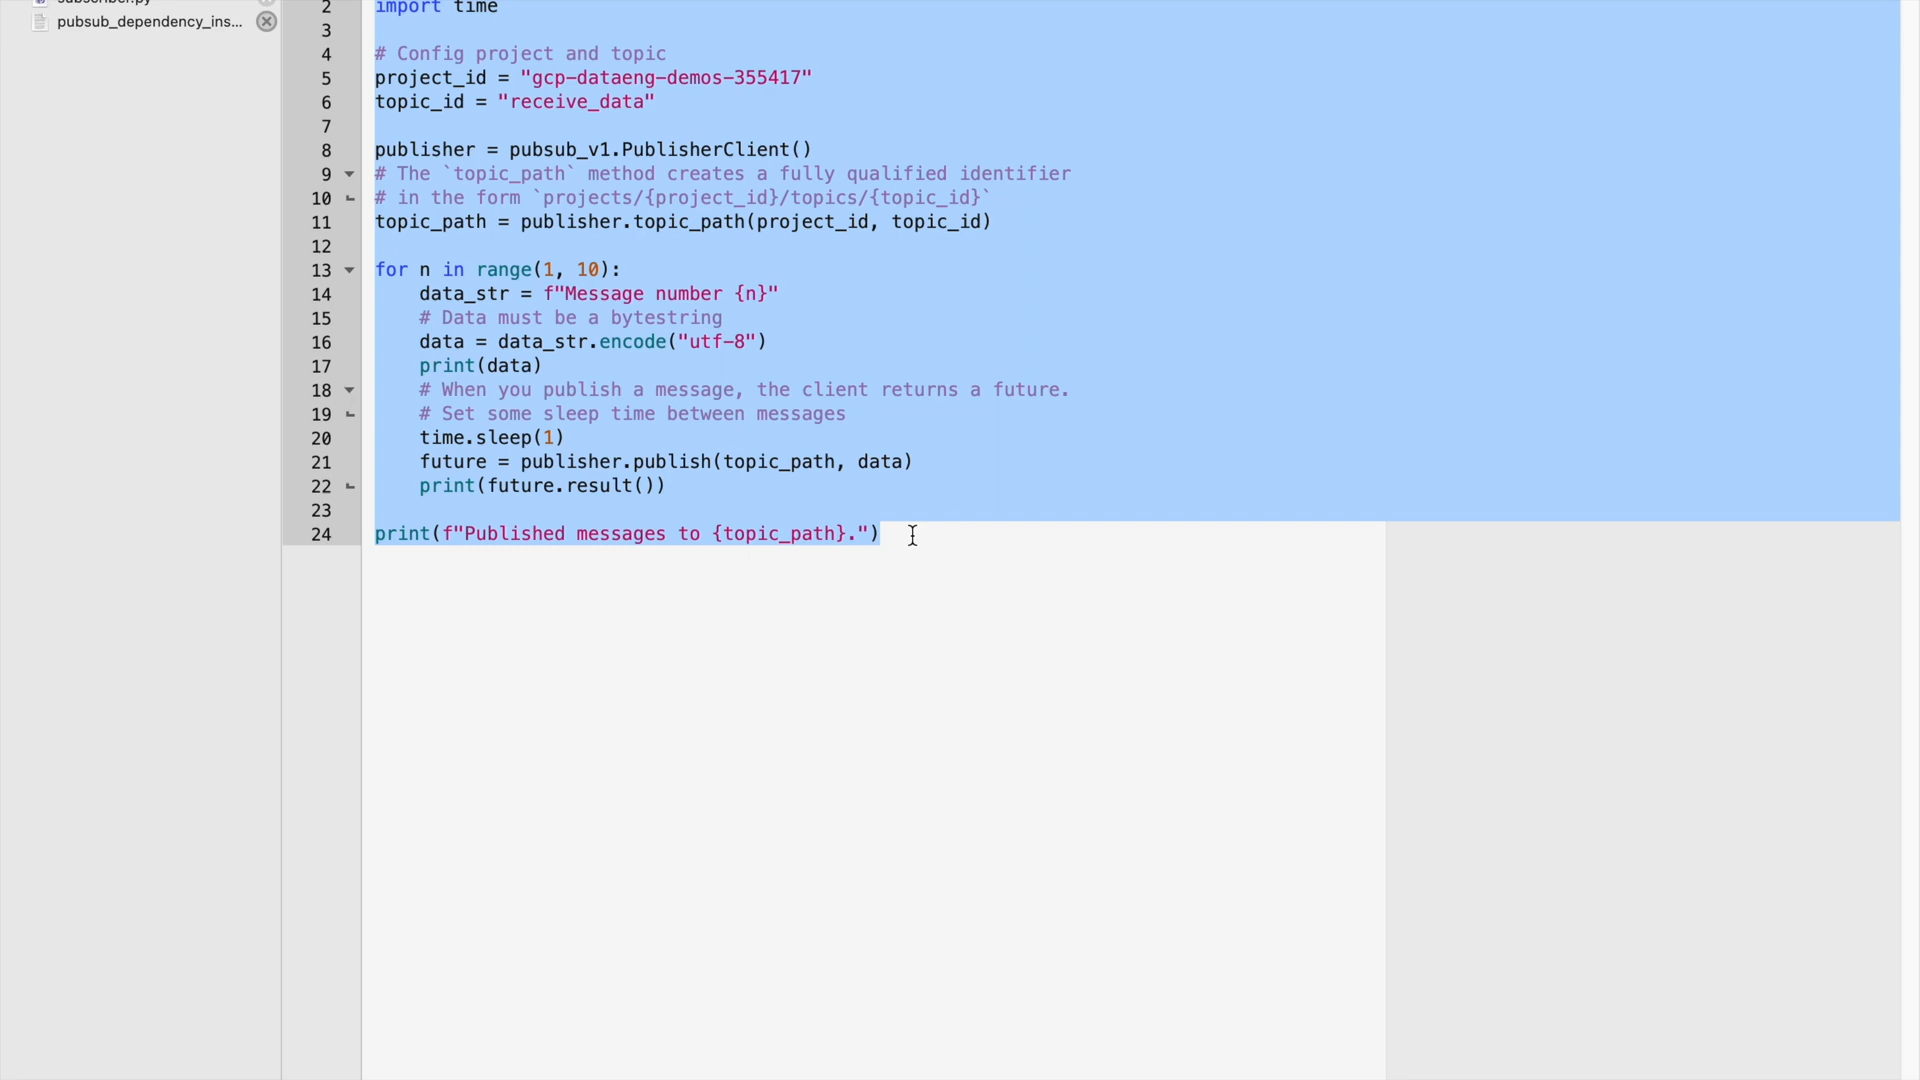 subscriber.py
pubsub_dependency_ins...
2 import time
3
4 # Config project and topic
5 project_id = "gcp-dataeng-demos-355417"
6 topic_id = "receive_data"
7
8 publisher = pubsub_v1.PublisherClient()
9 # The `topic_path` method creates a fully qualified identifier
10 # in the form `projects/{project_id}/topics/{topic_id}`
11 topic_path = publisher.topic_path(project_id, topic_id)
12
13 for n in range(1, 10):
14     data_str = f"Message number {n}"
15     # Data must be a bytestring
16     data = data_str.encode("utf-8")
17     print(data)
18     # When you publish a message, the client returns a future.
19     # Set some sleep time between messages
20     time.sleep(1)
21     future = publisher.publish(topic_path, data)
22     print(future.result())
23
24 print(f"Published messages to {topic_path}.")